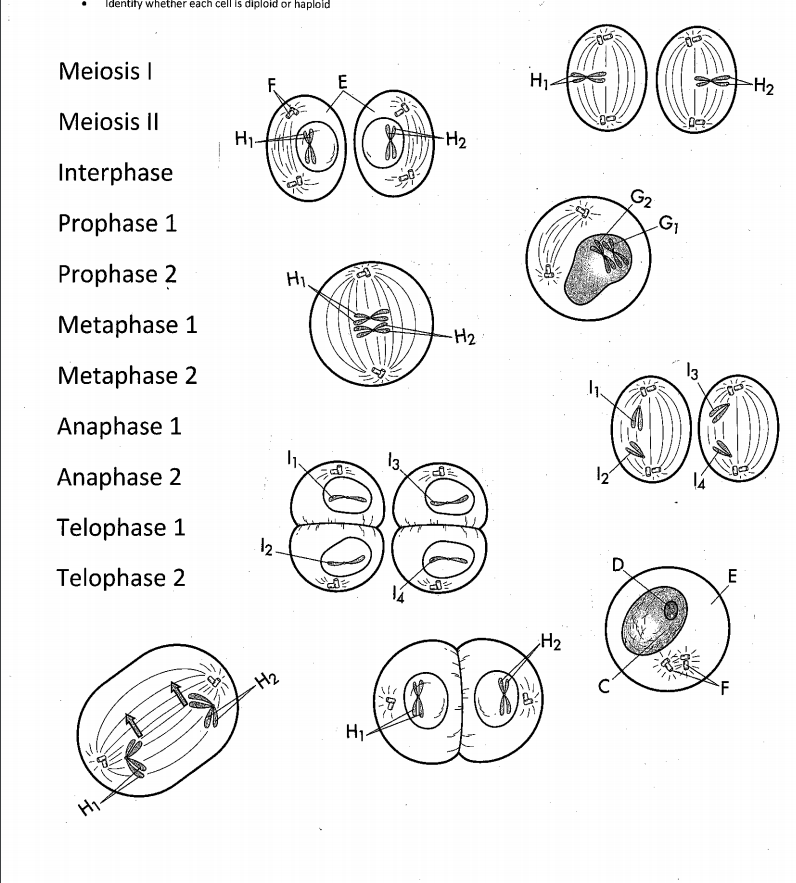 • Identify whether each cell is diploid or haploid
Meiosis I
Meiosis II
Interphase
Prophase 1
Prophase 2
Metaphase 1
Metaphase 2
Anaphase 1
Anaphase 2
Telophase 1
Telophase 2
H1
H2
F
E
H1
H2
G2
G1
H1
H2
I1
I3
I2
I4
I1
I3
I2
I4
D
E
C
F
H2
H1
H2
H1